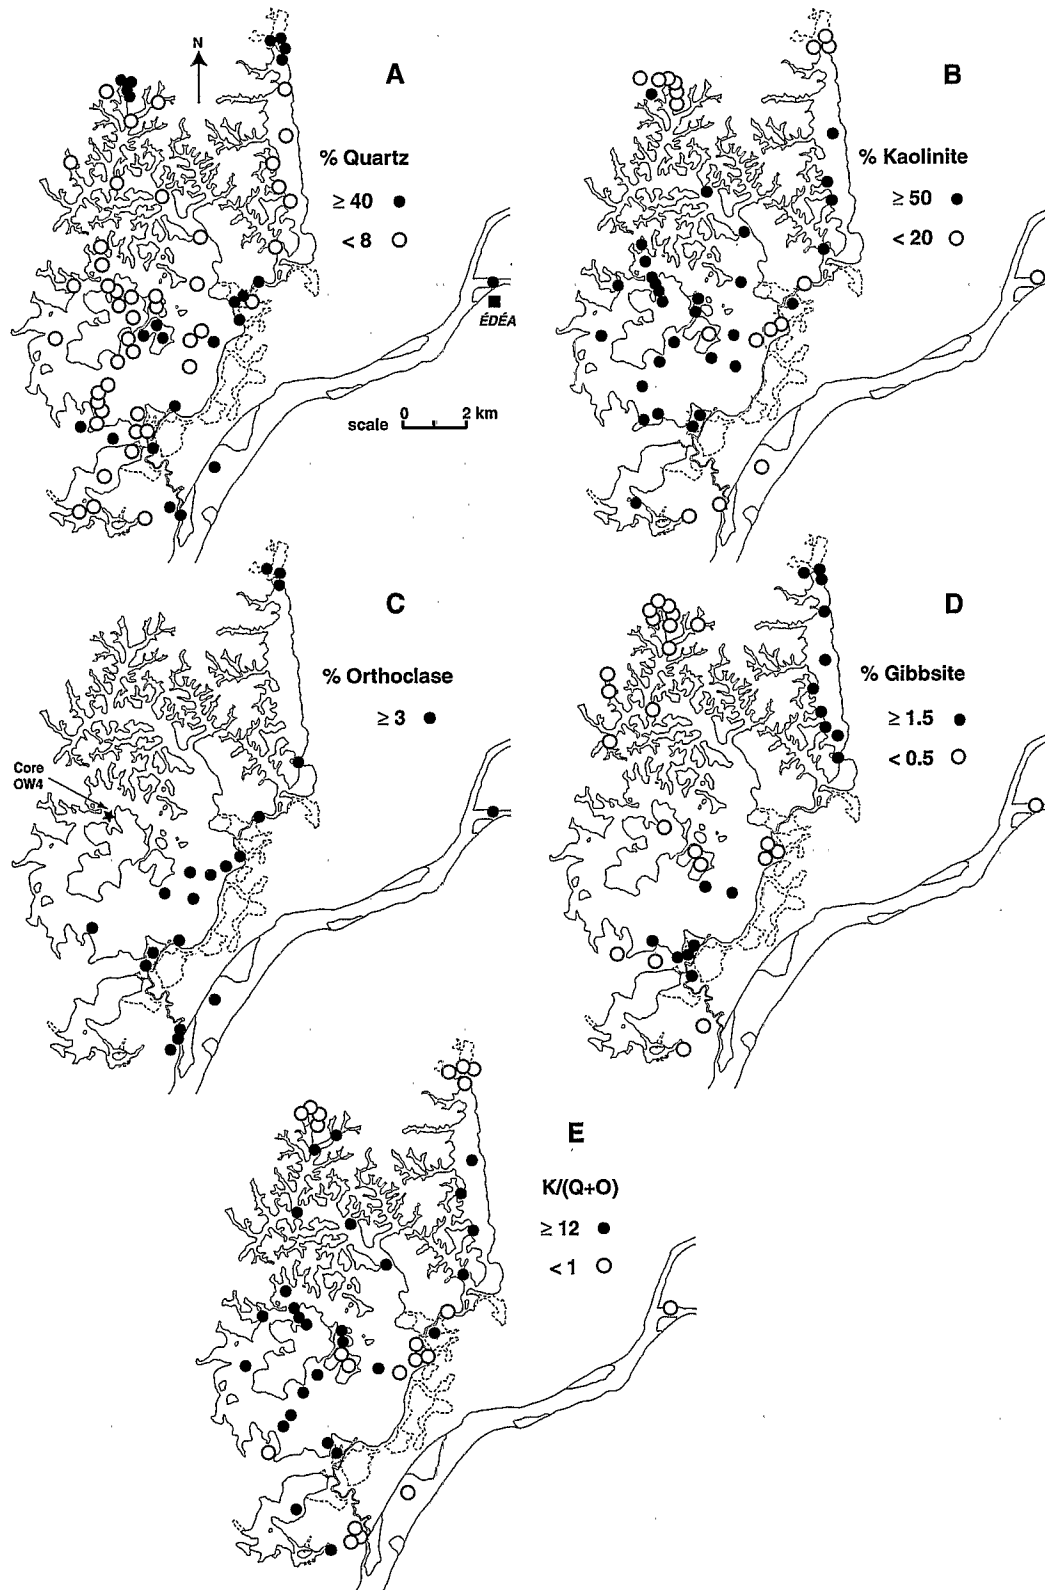 N
A
% Quartz
≥ 40
< 8
ÉDÉA
scale 0 2 km
B
% Kaolinite
≥ 50
< 20
C
% Orthoclase
≥ 3
Core
OW4
D
% Gibbsite
≥ 1.5
< 0.5
E
K/(Q+O)
≥ 12
< 1